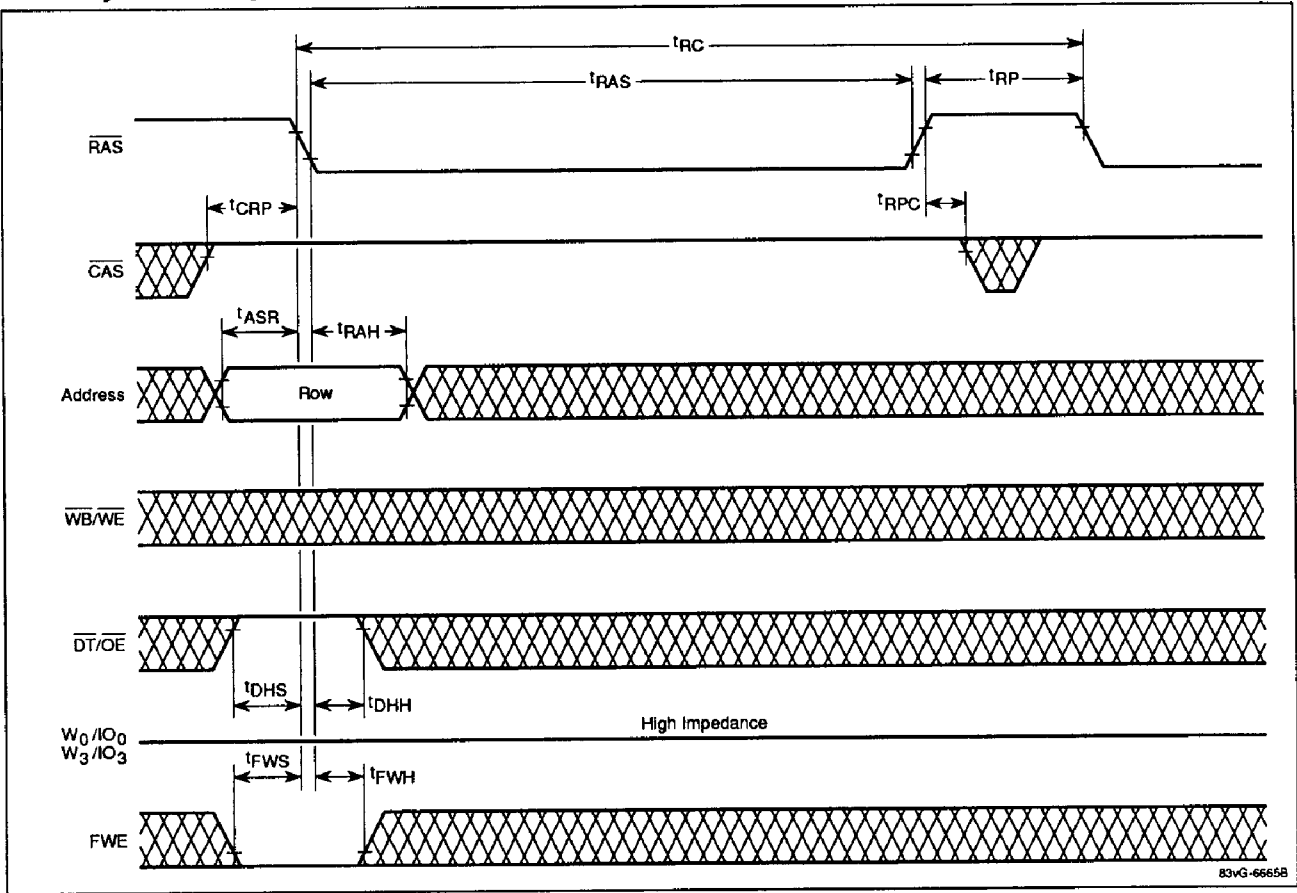 tRC
tRAS
tRP
RAS
tCRP
tRPC
CAS
tASR
tRAH
Address
Row
WB/WE
DT/OE
tDHS
tDHH
High Impedance
W0/IO0
W3/IO3
tFWS
tFWH
FWE
83vG-6665B